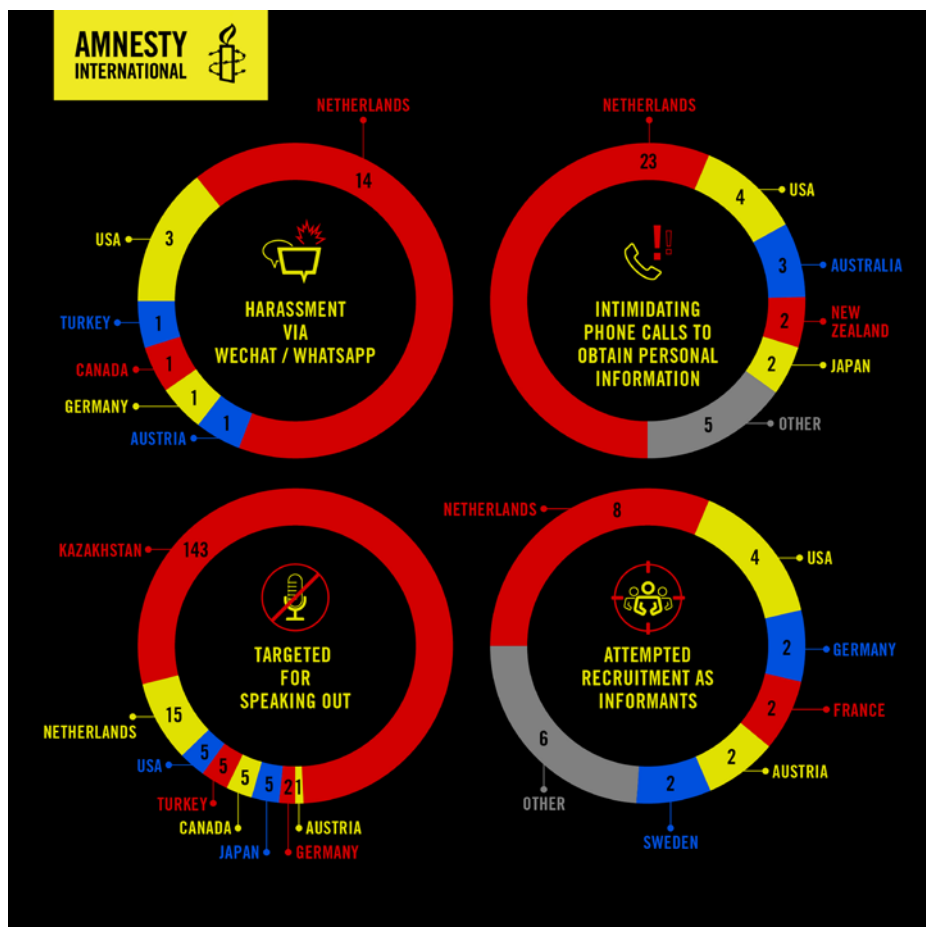 AMNESTY
INTERNATIONAL
NETHERLANDS
14
USA
3
TURKEY
1
CANADA
1
GERMANY
1
AUSTRIA
1
HARASSMENT
VIA
WECHAT / WHATSAPP
NETHERLANDS
23
USA
4
AUSTRALIA
3
NEW
ZEALAND
2
JAPAN
2
OTHER
5
INTIMIDATING
PHONE CALLS TO
OBTAIN PERSONAL
INFORMATION
KAZAKHSTAN
143
NETHERLANDS
15
USA
5
TURKEY
5
CANADA
5
JAPAN
5
GERMANY
2
AUSTRIA
1
TARGETED
FOR
SPEAKING OUT
NETHERLANDS
8
USA
4
GERMANY
2
FRANCE
2
AUSTRIA
2
SWEDEN
2
OTHER
6
ATTEMPTED
RECRUITMENT AS
INFORMANTS